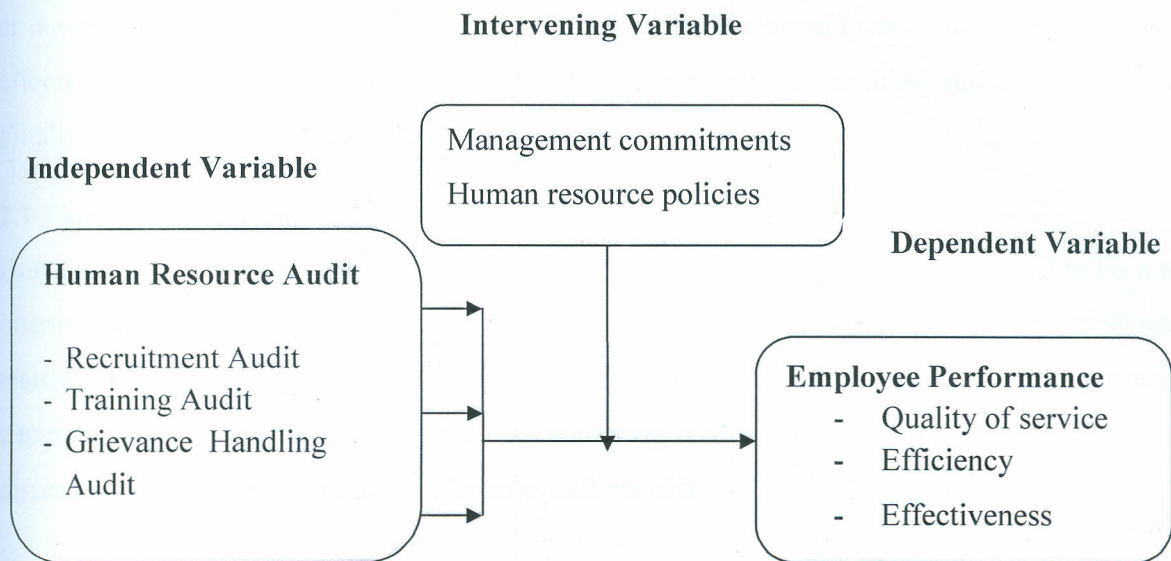 Intervening Variable
Management commitments
Human resource policies
Independent Variable
Human Resource Audit
- Recruitment Audit
- Training Audit
- Grievance Handling
Audit
Dependent Variable
Employee Performance
- Quality of service
- Efficiency
- Effectiveness